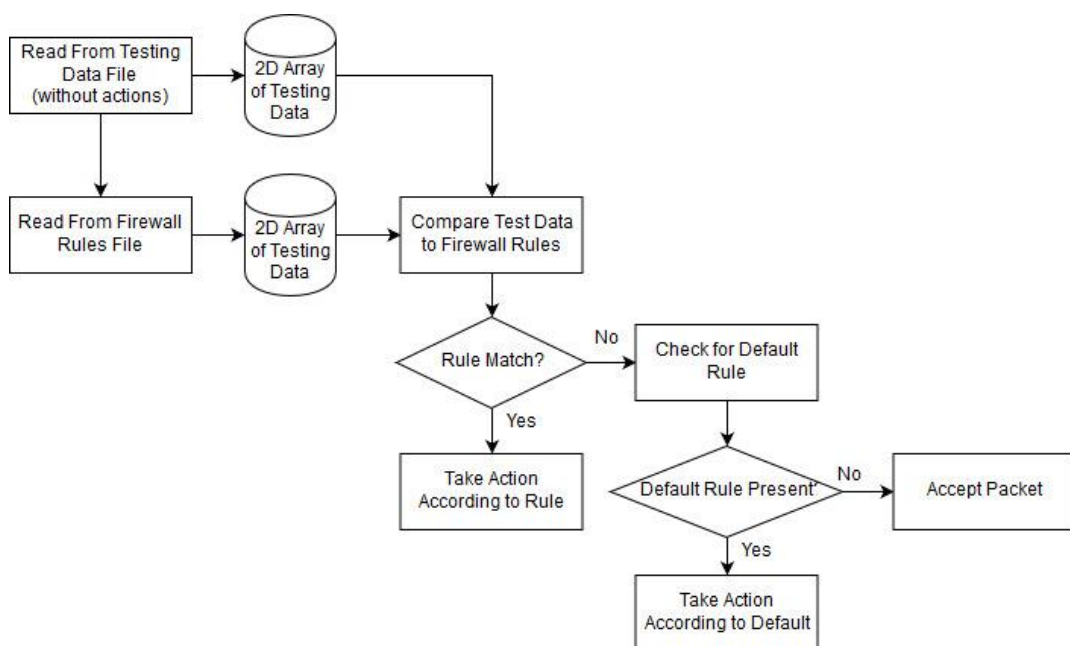 Read From Testing
Data File
(without actions)
2D Array
of Testing
Data
Read From Firewall
Rules File
2D Array
of Testing
Data
Compare Test Data
to Firewall Rules
Rule Match?
No
Check for Default
Rule
Yes
Take Action
According to Rule
Default Rule Present
No
Accept Packet
Yes
Take Action
According to Default